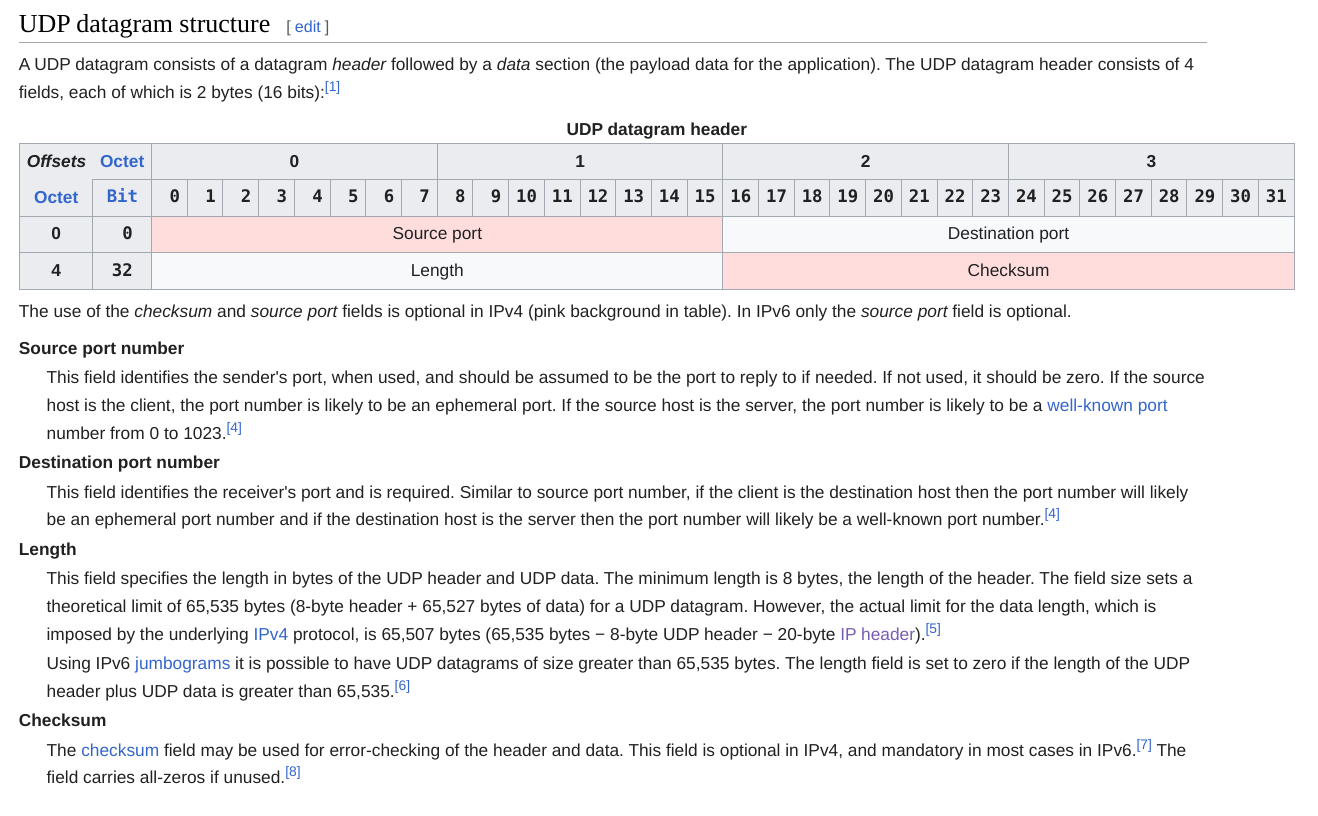 UDP datagram structure [ edit ]
A UDP datagram consists of a datagram header followed by a data section (the payload data for the application). The UDP datagram header consists of 4
fields, each of which is 2 bytes (16 bits):[1]
UDP datagram header
Offsets Octet 0 1 2 3
Octet Bit 0 1 2 3 4 5 6 7 8 9 10 11 12 13 14 15 16 17 18 19 20 21 22 23 24 25 26 27 28 29 30 31
0 0 Source port Destination port
4 32 Length Checksum
The use of the checksum and source port fields is optional in IPv4 (pink background in table). In IPv6 only the source port field is optional.
Source port number
This field identifies the sender's port, when used, and should be assumed to be the port to reply to if needed. If not used, it should be zero. If the source
host is the client, the port number is likely to be an ephemeral port. If the source host is the server, the port number is likely to be a well-known port
number from 0 to 1023.[4]
Destination port number
This field identifies the receiver's port and is required. Similar to source port number, if the client is the destination host then the port number will likely
be an ephemeral port number and if the destination host is the server then the port number will likely be a well-known port number.[4]
Length
This field specifies the length in bytes of the UDP header and UDP data. The minimum length is 8 bytes, the length of the header. The field size sets a
theoretical limit of 65,535 bytes (8-byte header + 65,527 bytes of data) for a UDP datagram. However, the actual limit for the data length, which is
imposed by the underlying IPv4 protocol, is 65,507 bytes (65,535 bytes − 8-byte UDP header − 20-byte IP header).[5]
Using IPv6 jumbograms it is possible to have UDP datagrams of size greater than 65,535 bytes. The length field is set to zero if the length of the UDP
header plus UDP data is greater than 65,535.[6]
Checksum
The checksum field may be used for error-checking of the header and data. This field is optional in IPv4, and mandatory in most cases in IPv6.[7] The
field carries all-zeros if unused.[8]